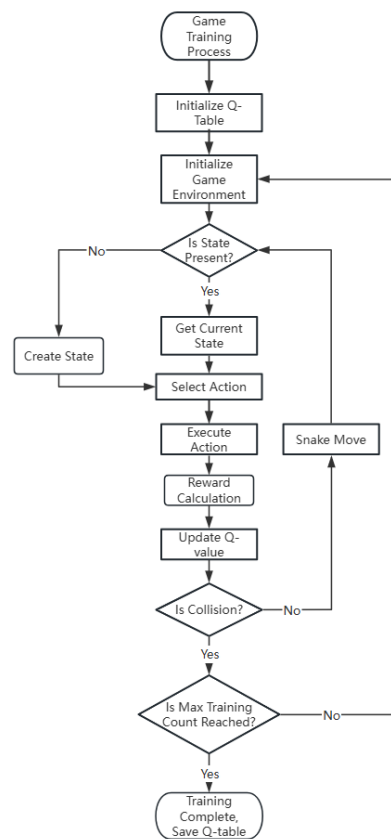 Game
Training
Process
Initialize Q-
Table
Initialize
Game
Environment
Is State
Present?
No
Yes
Get Current
State
Create State
Select Action
Execute
Action
Snake Move
Reward
Calculation
Update Q-
value
Is Collision?
No
Yes
Is Max Training
Count Reached?
No
Yes
Training
Complete,
Save Q-table